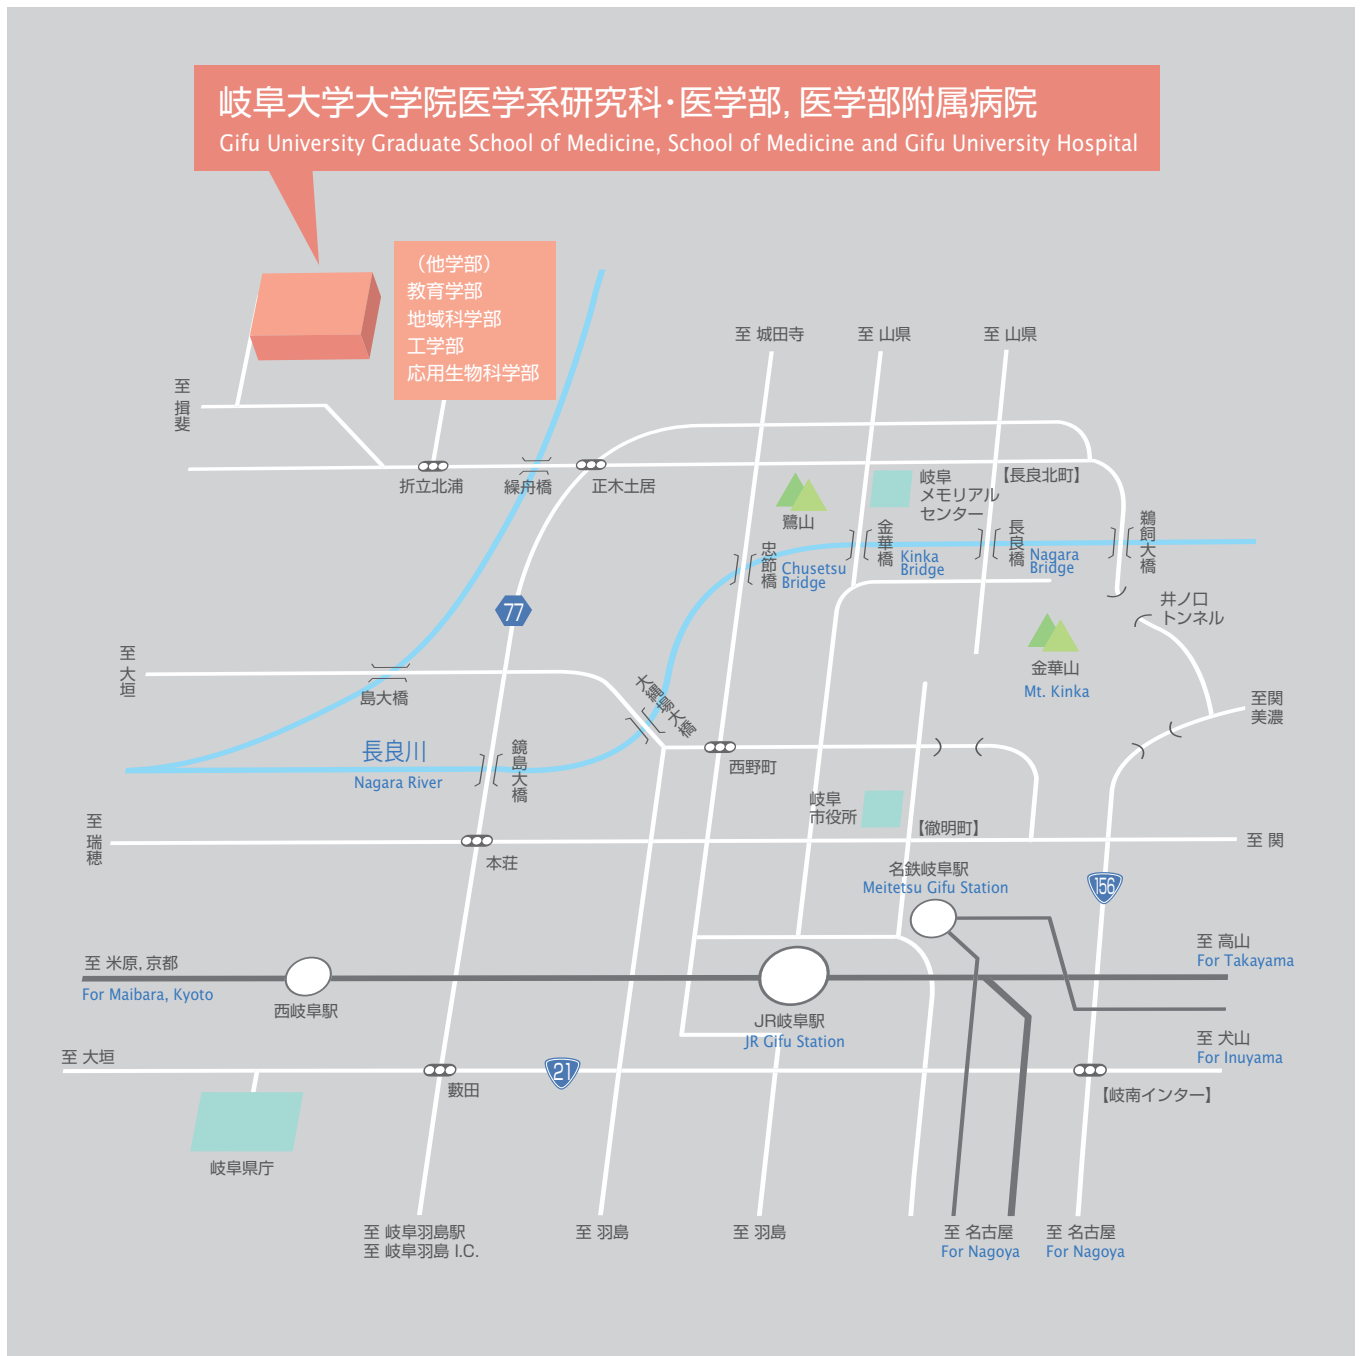 岐阜大学大学院医学系研究科・医学部, 医学部附属病院
Gifu University Graduate School of Medicine, School of Medicine and Gifu University Hospital
（他学部）
教育学部
地域科学部
工学部
応用生物科学部
至 城田寺
至 山県
至 山県
至 揖斐
折立北浦
繰舟橋
正木土居
鷺山
岐阜
メモリアル
センター
【長良北町】
忠節橋
Chusetsu
Bridge
金華橋
Kinka
Bridge
長良橋
Nagara
Bridge
鵜飼大橋
井ノ口
トンネル
77
金華山
Mt. Kinka
至 大垣
島大橋
大縄場大橋
至関
美濃
長良川
Nagara River
鏡島大橋
西野町
岐阜
市役所
【徹明町】
至 瑞穂
本荘
至 関
名鉄岐阜駅
Meitetsu Gifu Station
156
至 高山
For Takayama
至 米原, 京都
For Maibara, Kyoto
西岐阜駅
JR岐阜駅
JR Gifu Station
至 犬山
For Inuyama
至 大垣
藪田
21
【岐南インター】
岐阜県庁
至 岐阜羽島駅
至 岐阜羽島 I.C.
至 羽島
至 羽島
至 名古屋
For Nagoya
至 名古屋
For Nagoya